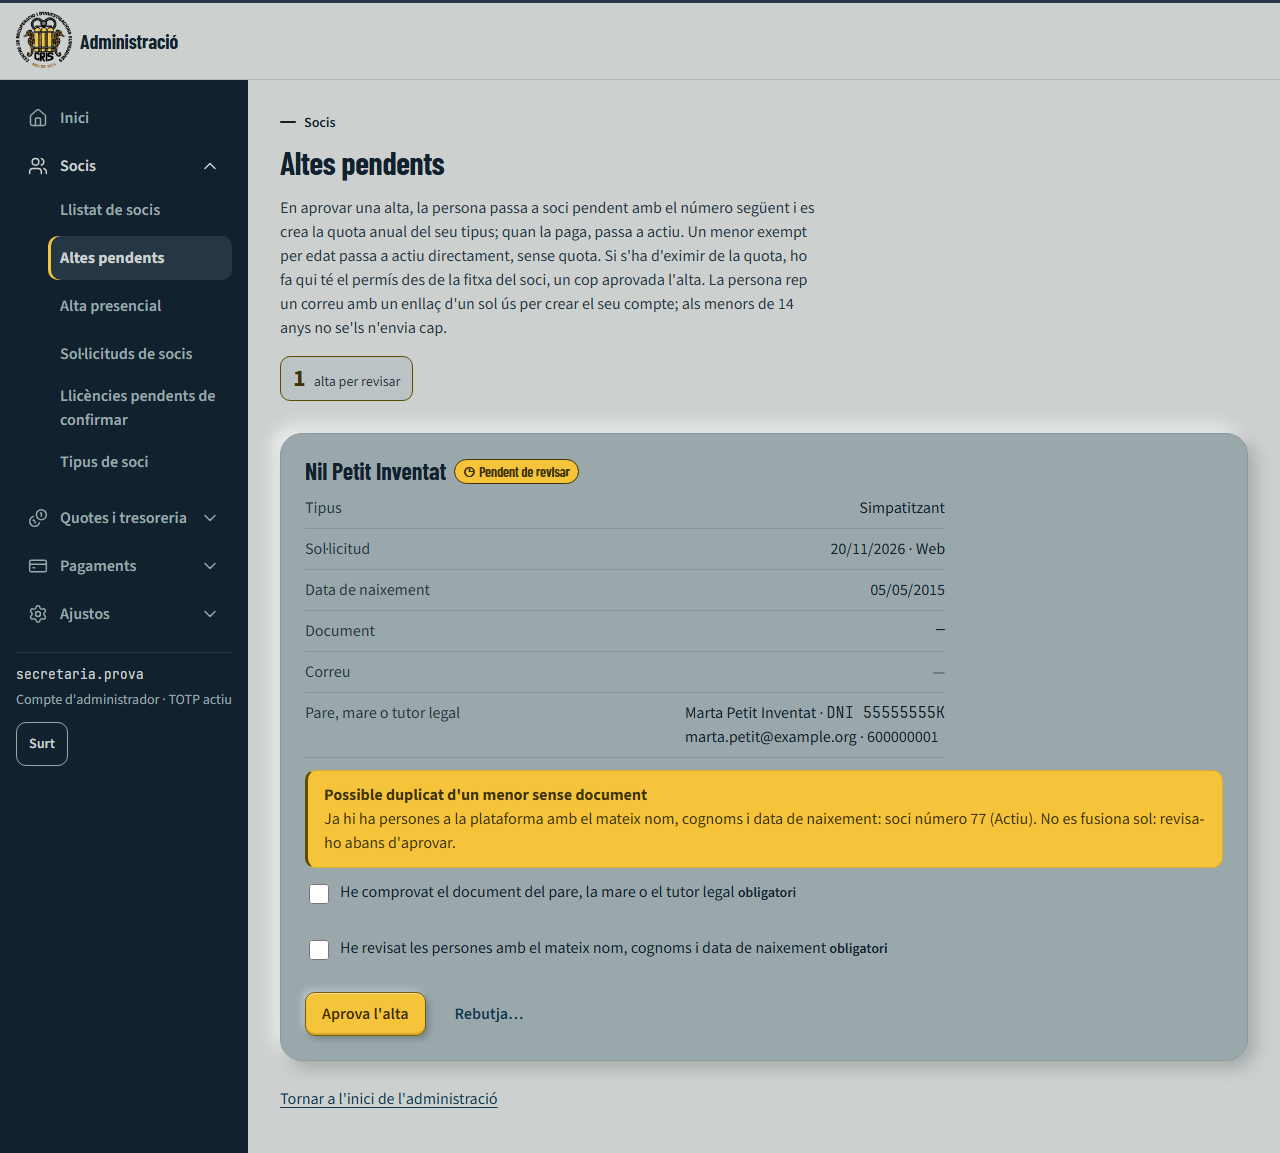 CRIS
Administració
Inici
Socis
Llistat de socis
Altes pendents
Alta presencial
Sol·licituds de socis
Llicències pendents de
confirmar
Tipus de soci
Quotes i tresoreria
Pagaments
Ajustos
secretaria.prova
Compte d'administrador · TOTP actiu
Surt
— Socis
Altes pendents
En aprovar una alta, la persona passa a soci pendent amb el número següent i es
crea la quota anual del seu tipus; quan la paga, passa a actiu. Un menor exempt
per edat passa a actiu directament, sense quota. Si s'ha d'eximir de la quota, ho
fa qui té el permís des de la fitxa del soci, un cop aprovada l'alta. La persona rep
un correu amb un enllaç d'un sol ús per crear el seu compte; als menors de 14
anys no se'ls n'envia cap.
1 alta per revisar
Nil Petit Inventat Pendent de revisar
Tipus Simpatitzant
Sol·licitud 20/11/2026 · Web
Data de naixement 05/05/2015
Document —
Correu —
Pare, mare o tutor legal Marta Petit Inventat · DNI 55555555K
marta.petit@example.org · 600000001
Possible duplicat d'un menor sense document
Ja hi ha persones a la plataforma amb el mateix nom, cognoms i data de naixement: soci número 77 (Actiu). No es fusiona sol: revisa-
ho abans d'aprovar.
He comprovat el document del pare, la mare o el tutor legal obligatori
He revisat les persones amb el mateix nom, cognoms i data de naixement obligatori
Aprova l'alta Rebutja…
Tornar a l'inici de l'administració